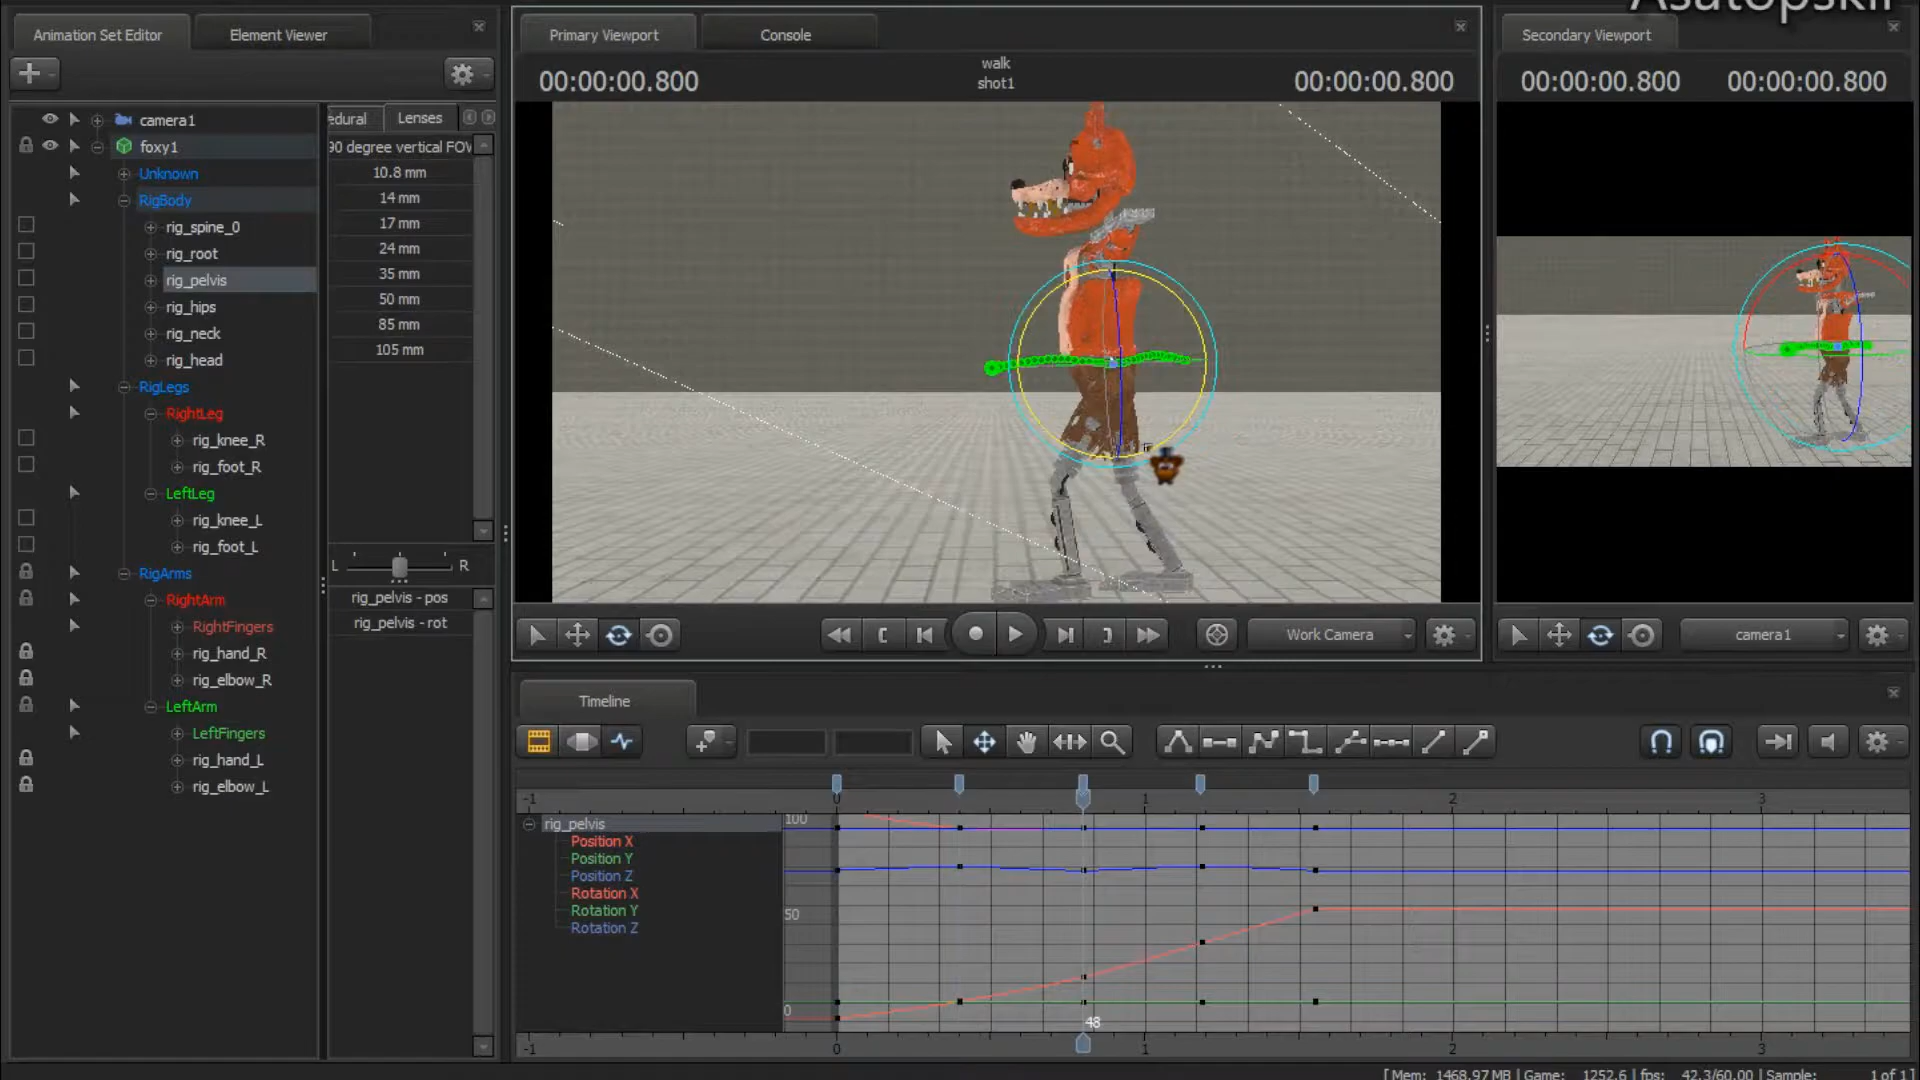 Animation Set Editor
Element Viewer
Primary Viewport
Console
Secondary Viewport
00:00:00.800
walk
shot1
00:00:00.800
00:00:00.800
00:00:00.800
camera1
foxy1
Unknown
RigBody
rig_spine_0
rig_root
rig_pelvis
rig_hips
rig_neck
rig_head
RigLegs
RightLeg
rig_knee_R
rig_foot_R
LeftLeg
rig_knee_L
rig_foot_L
RigArms
RightArm
RightFingers
rig_hand_R
rig_elbow_R
LeftArm
LeftFingers
rig_hand_L
rig_elbow_L
edural
Lenses
90 degree vertical FOV
10.8 mm
14 mm
17 mm
24 mm
35 mm
50 mm
85 mm
105 mm
L
R
rig_pelvis - pos
rig_pelvis - rot
Work Camera
camera1
Timeline
-1
0
1
2
3
rig_pelvis
Position X
Position Y
Position Z
Rotation X
Rotation Y
Rotation Z
100
50
0
48
-1
0
1
2
3
[ Mem: 1468.97 MB | Game: 1252.6 | fps: 42.3/60.00 | Sample: 1 of 1 ]